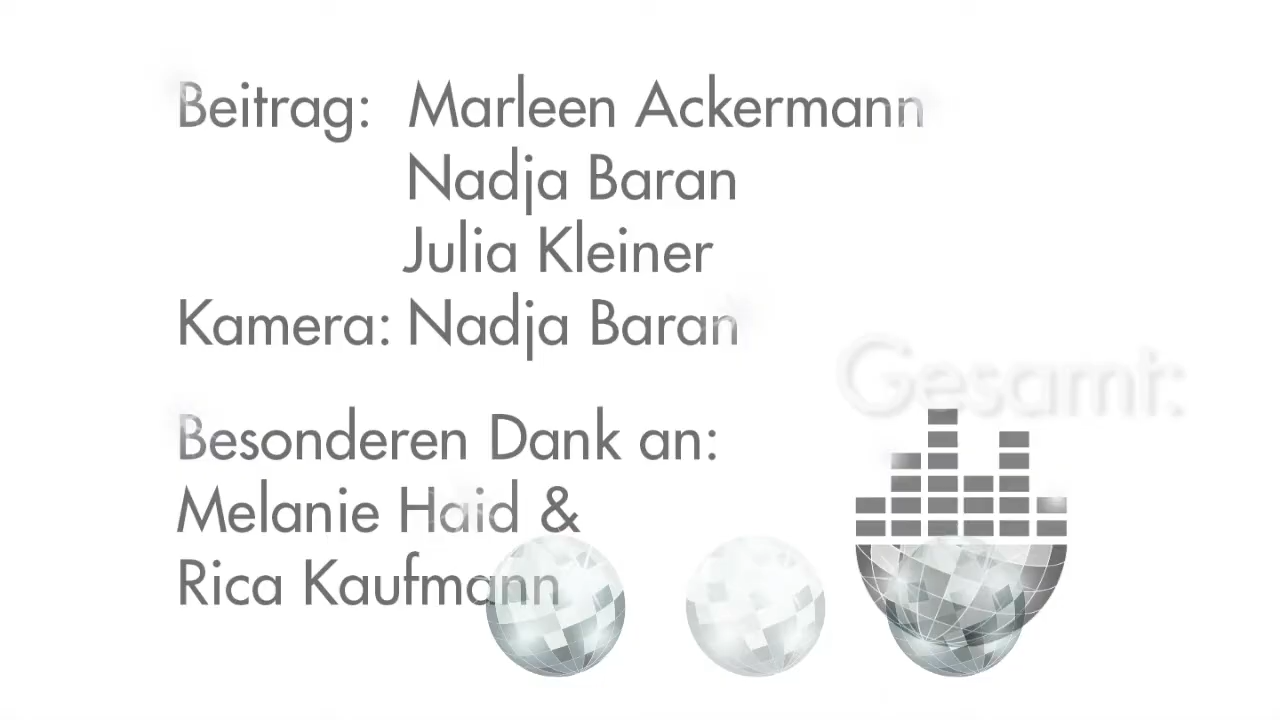 Beitrag: Marleen Ackermann
Nadja Baran
Julia Kleiner
Kamera: Nadja Baran
Gesamt:
Besonderen Dank an:
Melanie Haid &
Rica Kaufmann